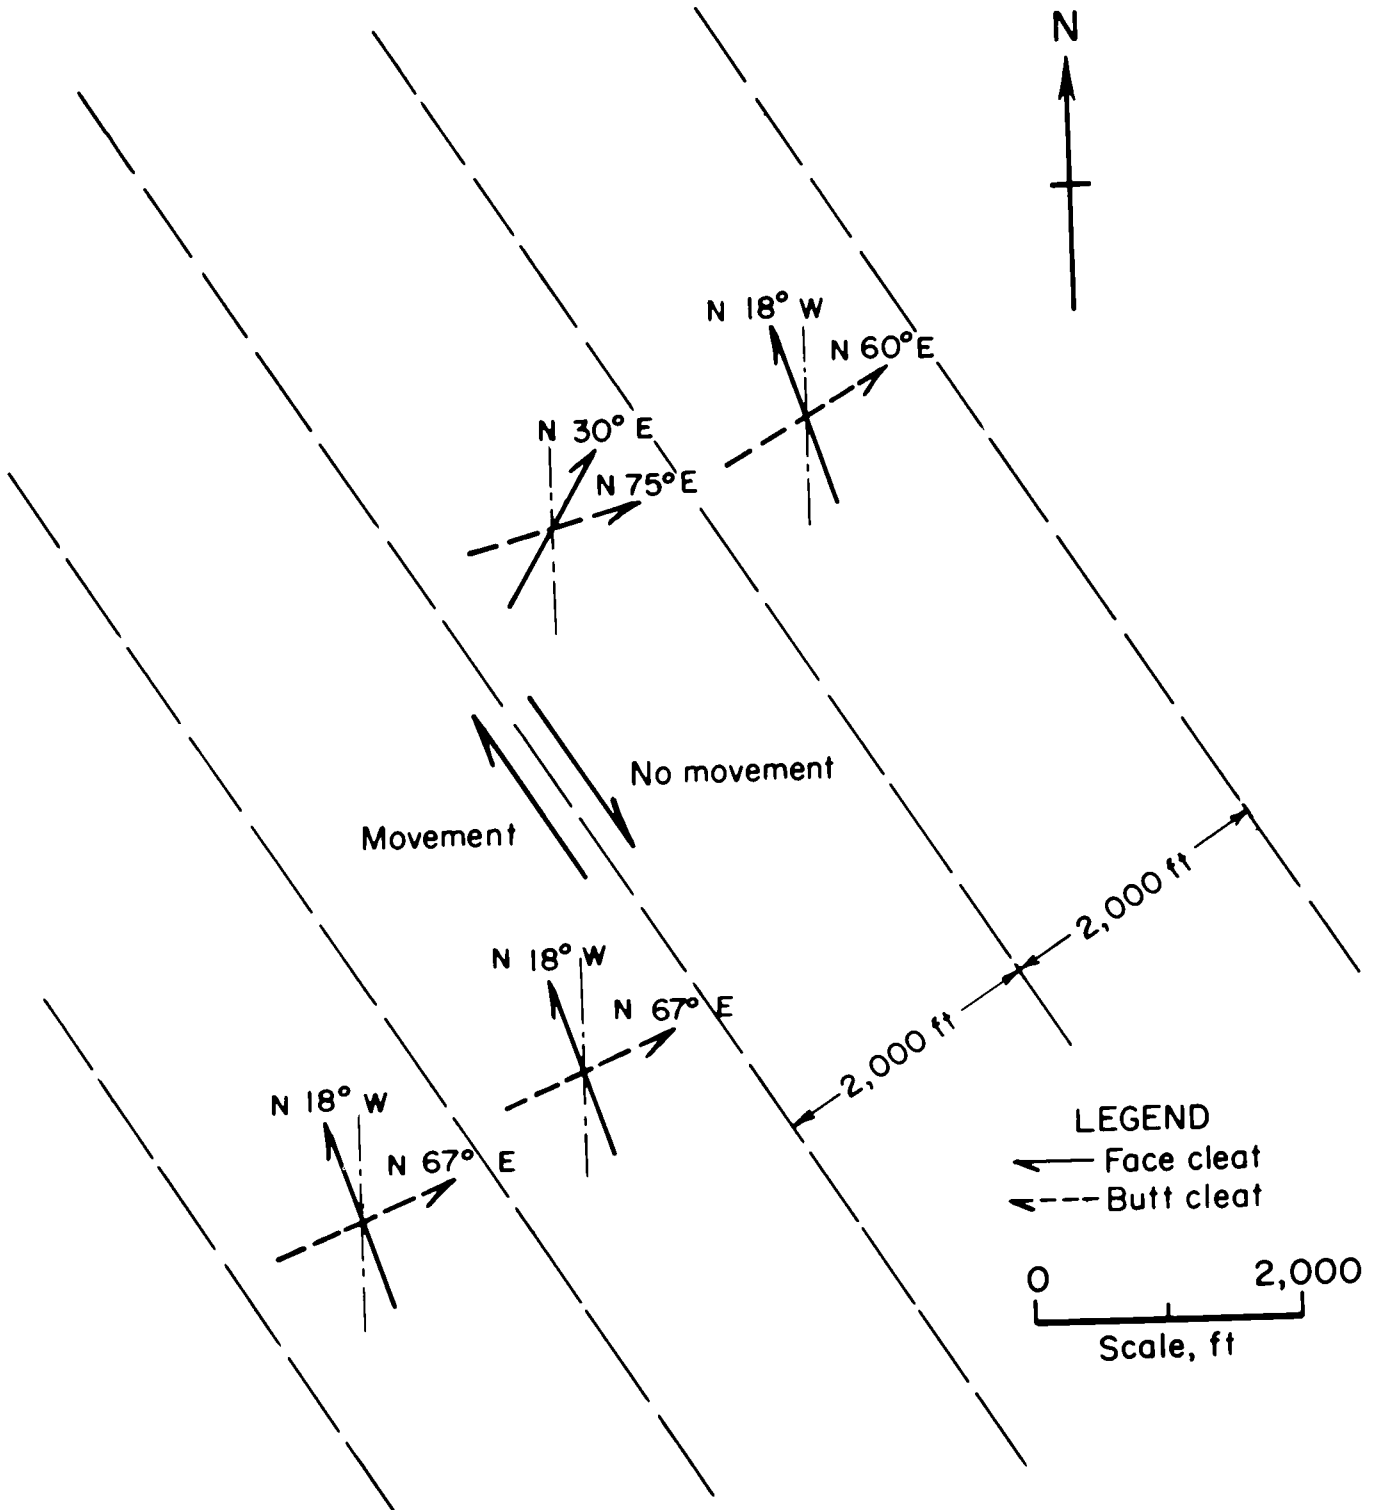 N
N 18° W
N 60° E
N 30° E
N 75° E
No movement
Movement
2,000 ft
2,000 ft
N 18° W
N 67° E
N 18° W
N 67° E
LEGEND
Face cleat
Butt cleat
0 2,000
Scale, ft